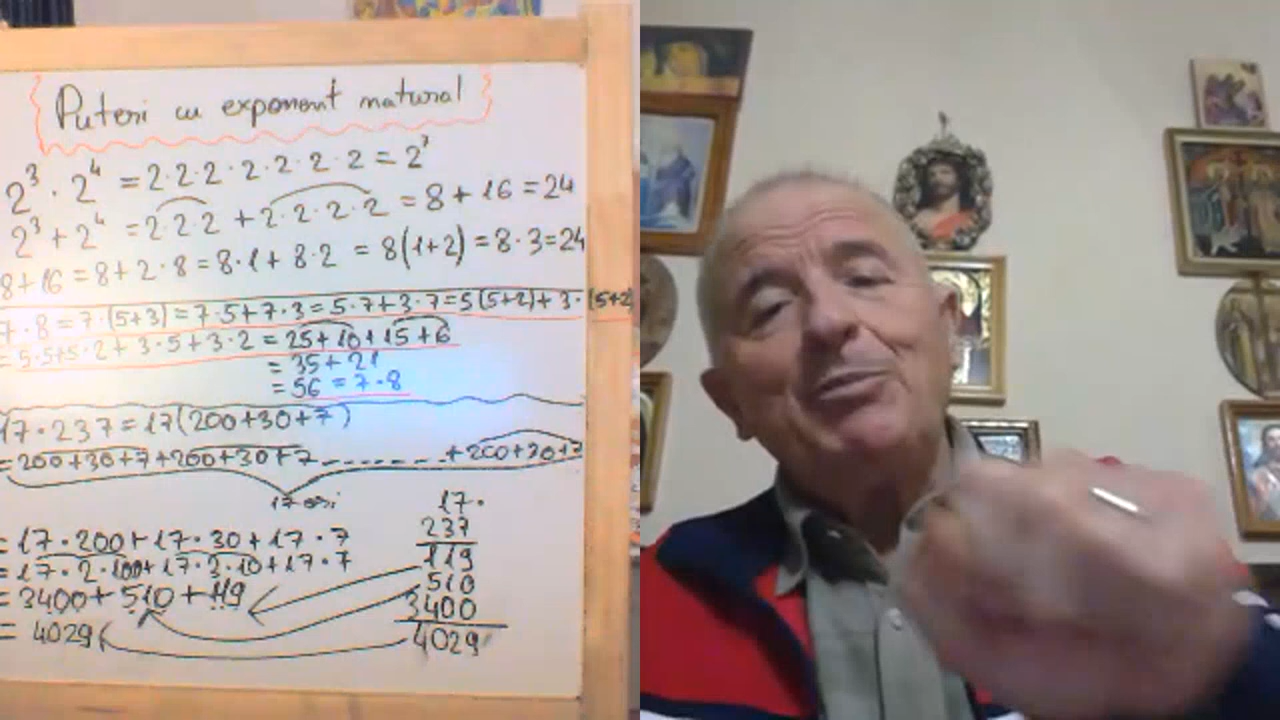 Puteri cu exponent natural
2³ · 2⁴ = 2·2·2·2·2·2·2 = 2⁷
2³ + 2⁴ = 2·2·2 + 2·2·2·2 = 8 + 16 = 24
8 + 16 = 8 + 2·8 = 8·1 + 8·2 = 8(1+2) = 8·3=24
7·8 = 7·(5+3) = 7·5+7·3 = 5·7+3·7=5(5+2)+3·(5+2)
= 5·5+5·2 + 3·5 + 3·2 = 25+10+15+6
= 35 + 21
= 56 = 7·8
17·237 = 17(200+30+7)
= 200+30+7+200+30+7 - - - - - - +200+30+7
17 ori
= 17·200 + 17·30 + 17·7
= 17·2·100+17·3·10+17·7
= 3400 + 510 + 119
= 4029
17·
237
119
510
3400
4029